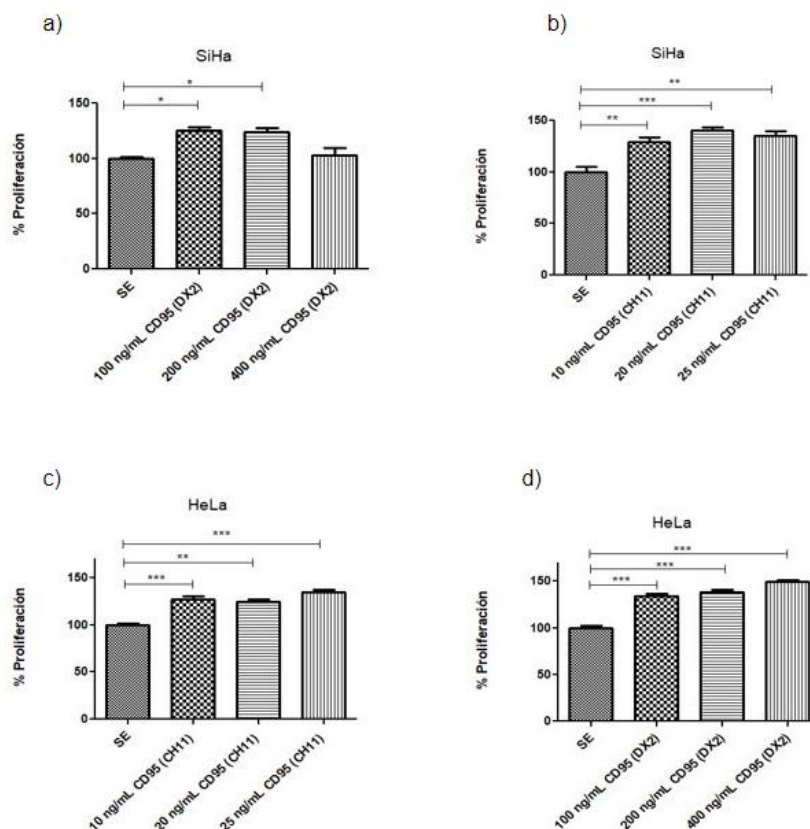 a)
SiHa
*
*
% Proliferación
150
100
50
0
SE
100 ng/mL CD95 (DX2)
200 ng/mL CD95 (DX2)
400 ng/mL CD95 (DX2)
b)
SiHa
**
***
**
% Proliferación
150
100
50
0
SE
10 ng/mL CD95 (CH11)
20 ng/mL CD95 (CH11)
25 ng/mL CD95 (CH11)
c)
HeLa
***
**
***
% Proliferación
150
100
50
0
SE
10 ng/mL CD95 (CH11)
20 ng/mL CD95 (CH11)
25 ng/mL CD95 (CH11)
d)
HeLa
***
***
***
% Proliferación
150
100
50
0
SE
100 ng/mL CD95 (DX2)
200 ng/mL CD95 (DX2)
400 ng/mL CD95 (DX2)